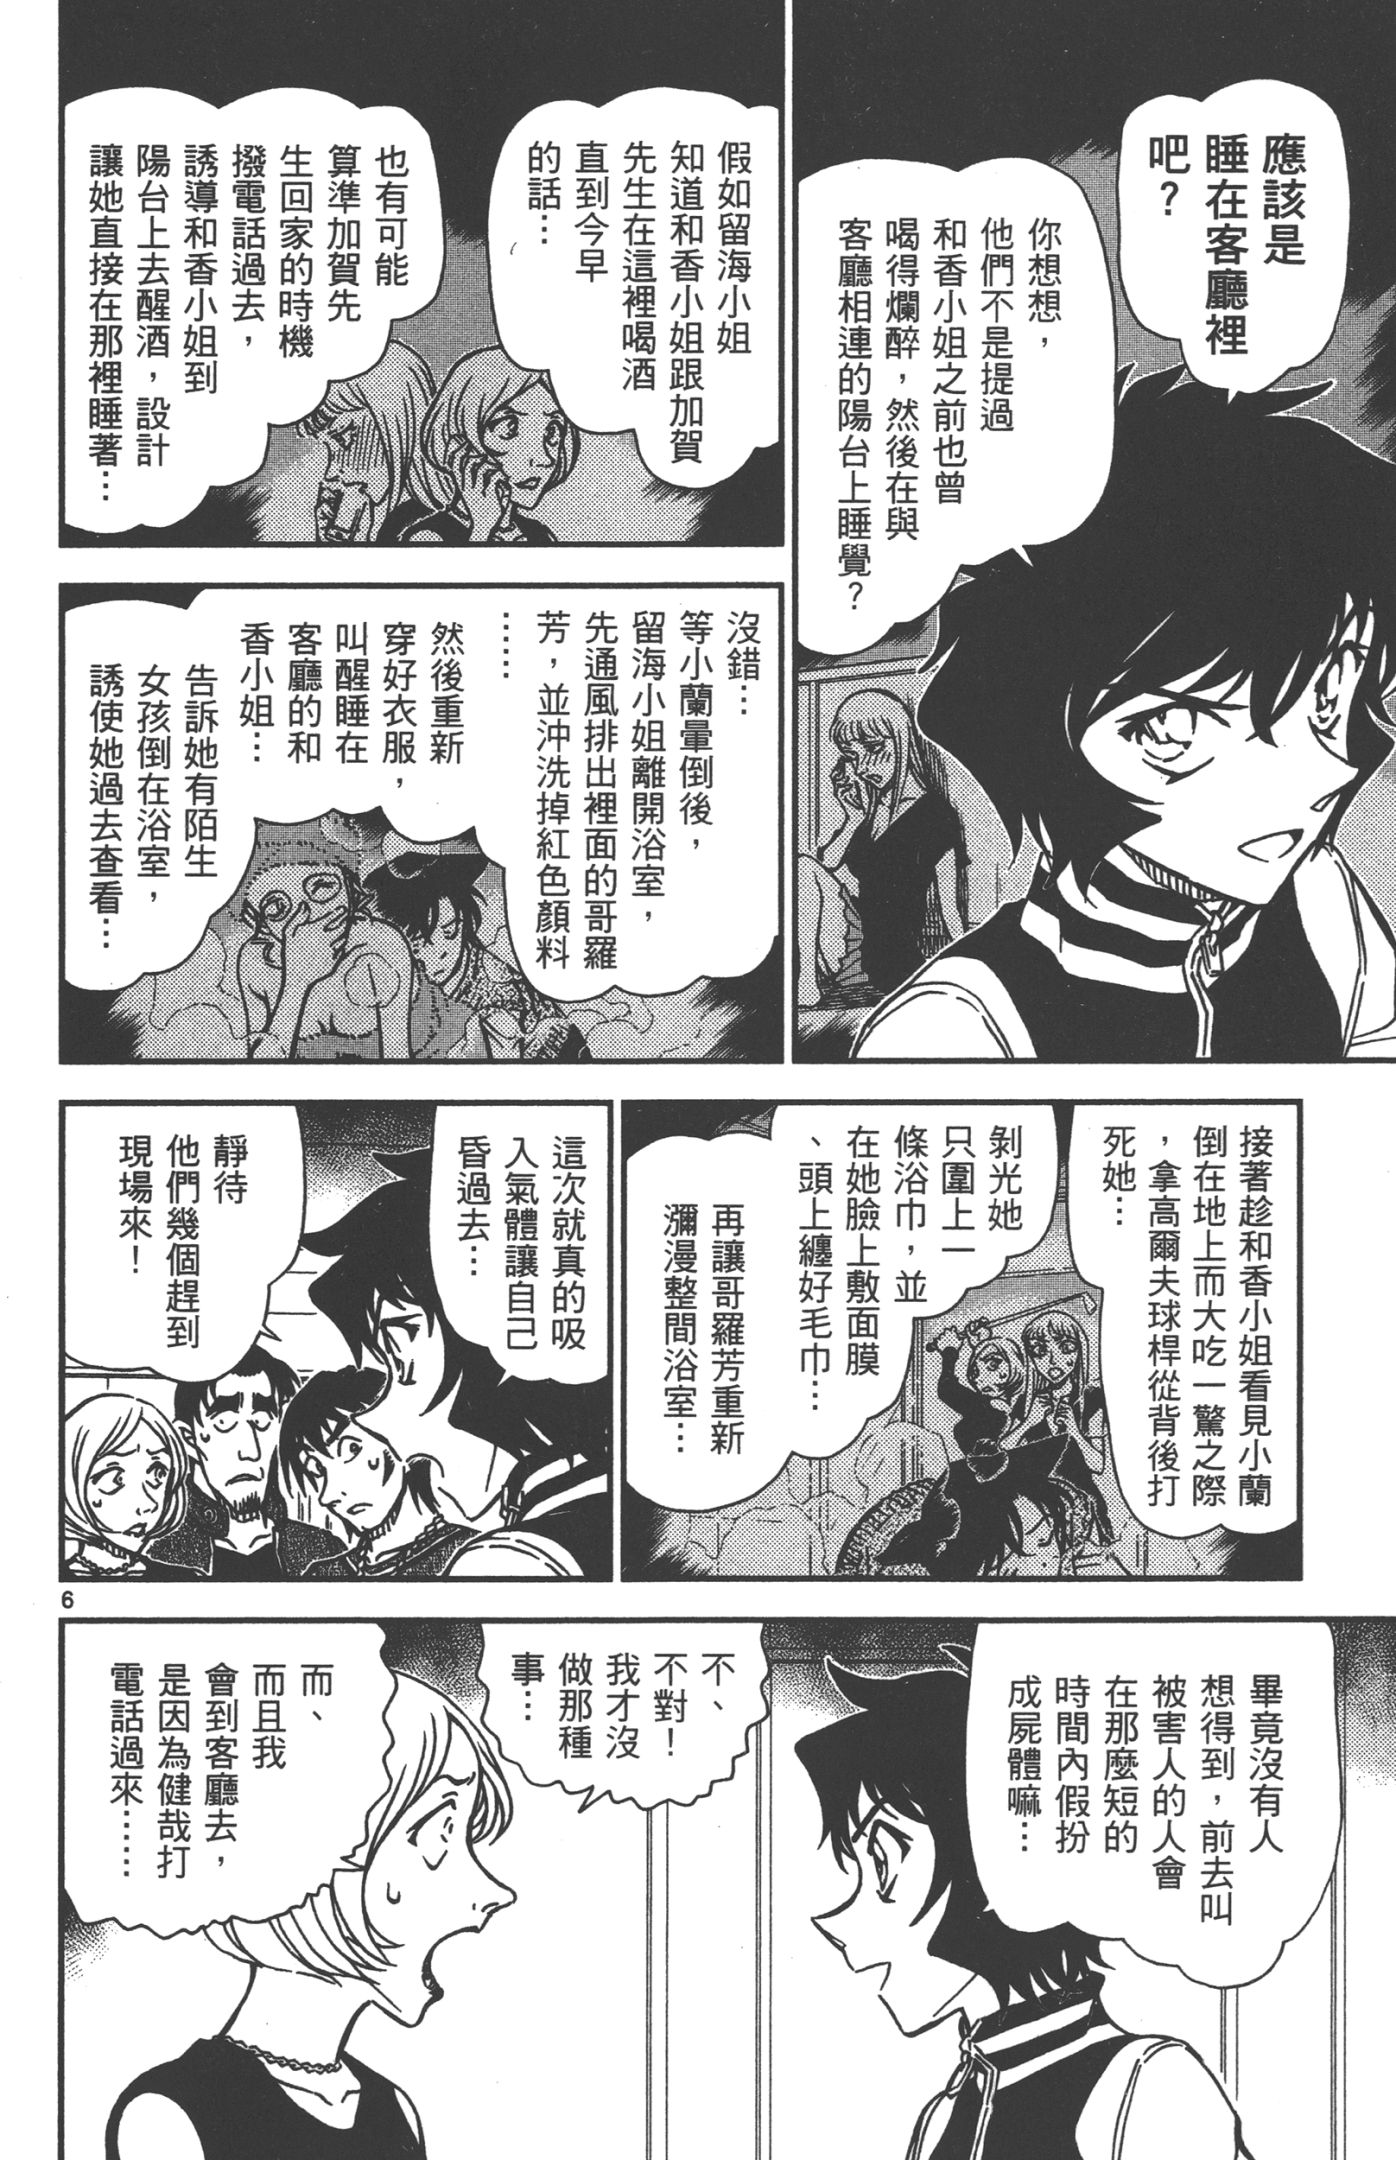 應該是
睡在客廳裡
吧？
你想想，
他們不是提過
和香小姐之前也曾
喝得爛醉，然後在與
客廳相連的陽台上睡覺？
假如留海小姐
知道和香小姐跟加賀
先生在這裡喝酒
直到今早
的話…
也有可能
算準加賀先
生回家的時機
撥電話過去，
誘導和香小姐到
陽台上去醒酒，設計
讓她直接在那裡睡著…
沒錯…
等小蘭暈倒後，
留海小姐離開浴室，
先通風排出裡面的哥羅
芳，並沖洗掉紅色顏料
……
然後重新
穿好衣服，
叫醒睡在
客廳的和
香小姐…
告訴她有陌生
女孩倒在浴室，
誘使她過去查看…
接著趁和香小姐看見小蘭
倒在地上而大吃一驚之際
，拿高爾夫球桿從背後打
死她…
剝光她
只圍上一
條浴巾，並
在她臉上敷面膜
、頭上纏好毛巾…
再讓哥羅芳重新
瀰漫整間浴室…
這次就真的吸
入氣體讓自己
昏過去…
靜待
他們幾個趕到
現場來！
6
畢竟沒有人
想得到，前去叫
被害人的人會
在那麼短的
時間內假扮
成屍體嘛…
不、
不對！
我才沒
做那種
事…
而、
而且我
會到客廳去，
是因為健哉打
電話過來……